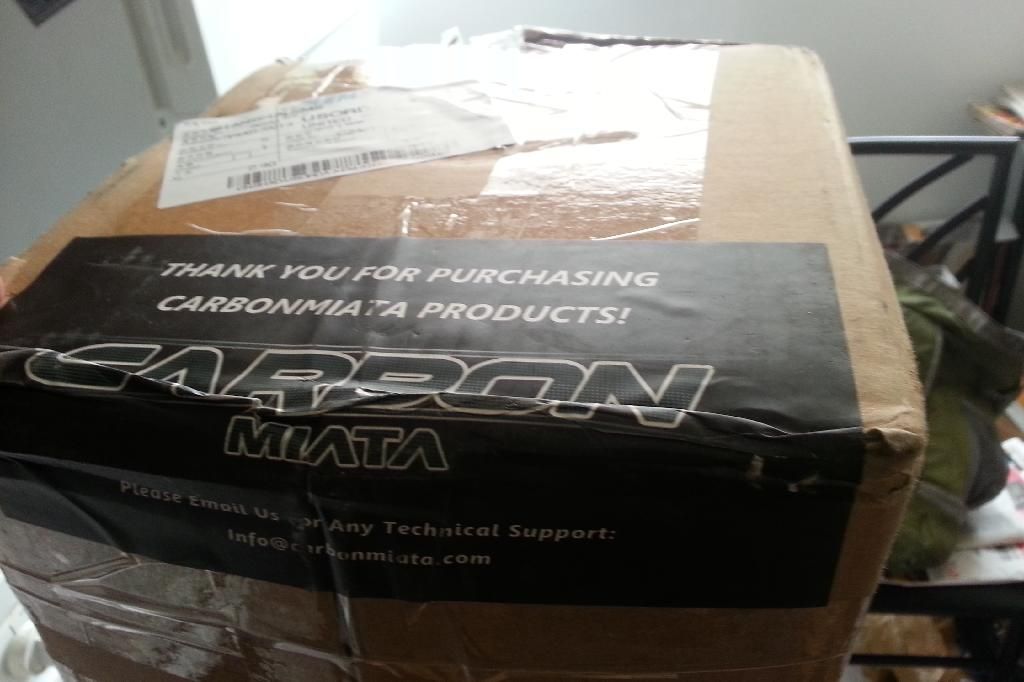 THANK YOU FOR PURCHASING
CARBONMIATA PRODUCTS!
CARBON
MIATA
Please Email Us For Any Technical Support:
Info@carbonmiata.com